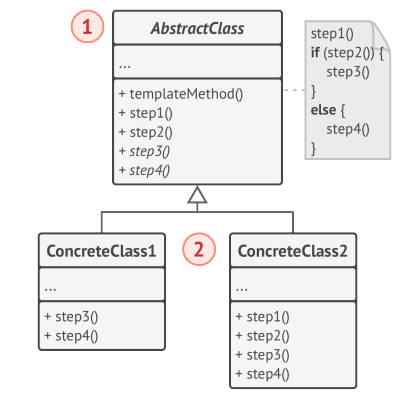 1
AbstractClass
...
+ templateMethod()
+ step1()
+ step2()
+ step3()
+ step4()
step1()
if (step2()) {
step3()
}
else {
step4()
}
2
ConcreteClass1
...
+ step3()
+ step4()
ConcreteClass2
...
+ step1()
+ step2()
+ step3()
+ step4()